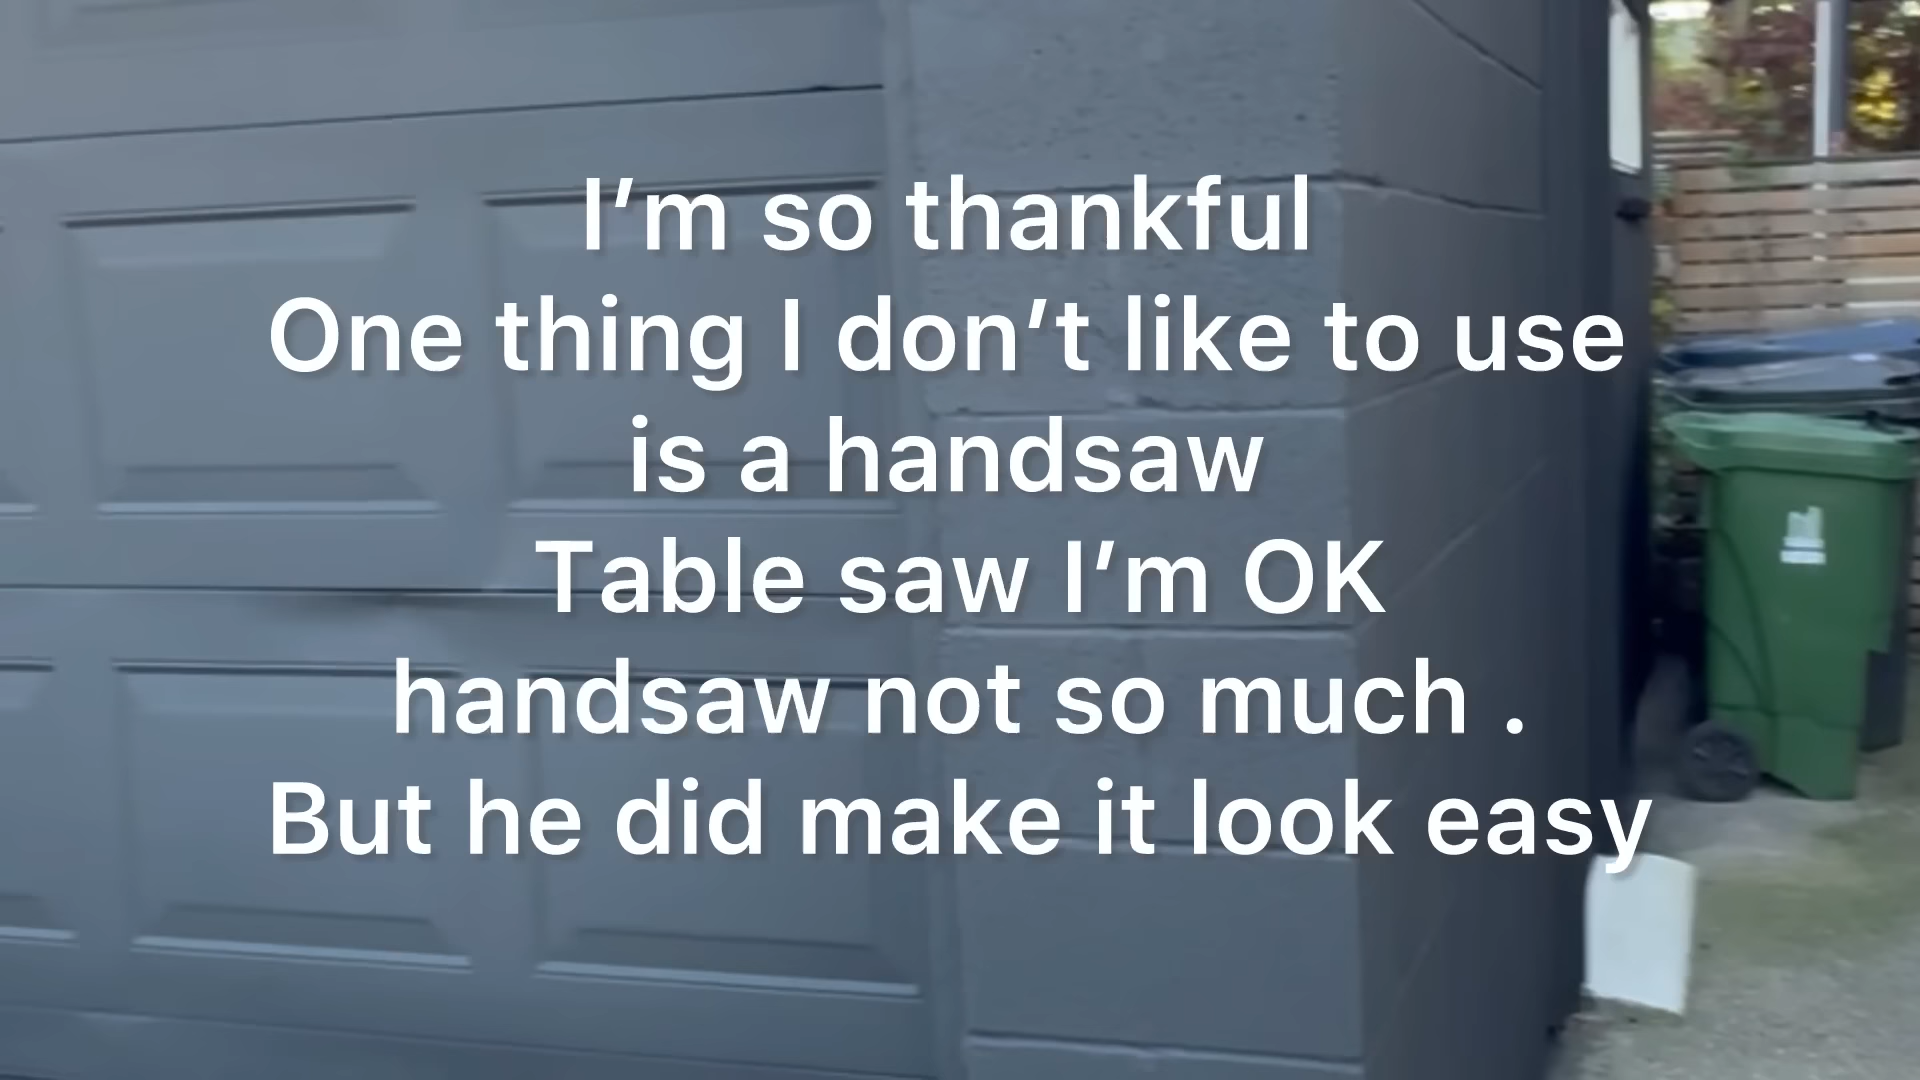 I’m so thankful
One thing I don’t like to use
is a handsaw
Table saw I’m OK
handsaw not so much .
But he did make it look easy